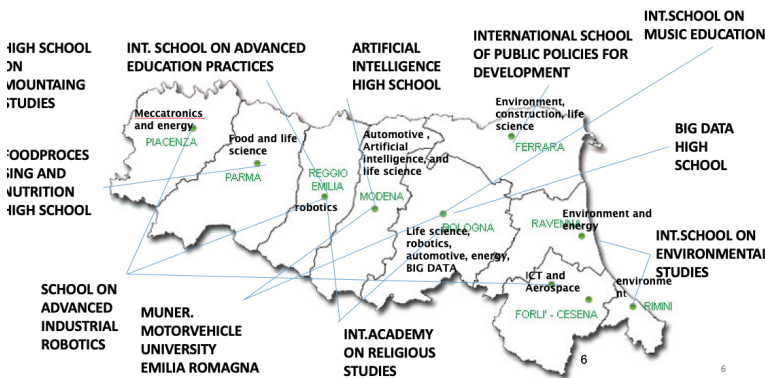 INT.SCHOOL ON
MUSIC EDUCATION
HIGH SCHOOL
ON
MOUNTAING
STUDIES
INT. SCHOOL ON ADVANCED
EDUCATION PRACTICES
ARTIFICIAL
INTELLIGENCE
HIGH SCHOOL
INTERNATIONAL SCHOOL
OF PUBLIC POLICIES FOR
DEVELOPMENT
Meccatronics
and energy
PIACENZA
Food and life
science
PARMA
REGGIO
EMILIA
robotics
Automotive ,
Artificial
intelligence, and
life science
MODENA
Environment,
construction, life
science
FERRARA
BIG DATA
HIGH
SCHOOL
FOODPROCES
SING AND
NUTRITION
HIGH SCHOOL
BOLOGNA
Life science,
robotics,
automotive, energy,
BIG DATA
RAVENNA
Environment and
energy
INT.SCHOOL ON
ENVIRONMENTAL
STUDIES
ICT and
Aerospace
FORLI' - CESENA
environme
nt
RIMINI
SCHOOL ON
ADVANCED
INDUSTRIAL
ROBOTICS
MUNER.
MOTORVEHICLE
UNIVERSITY
EMILIA ROMAGNA
INT.ACADEMY
ON RELIGIOUS
STUDIES
6
6